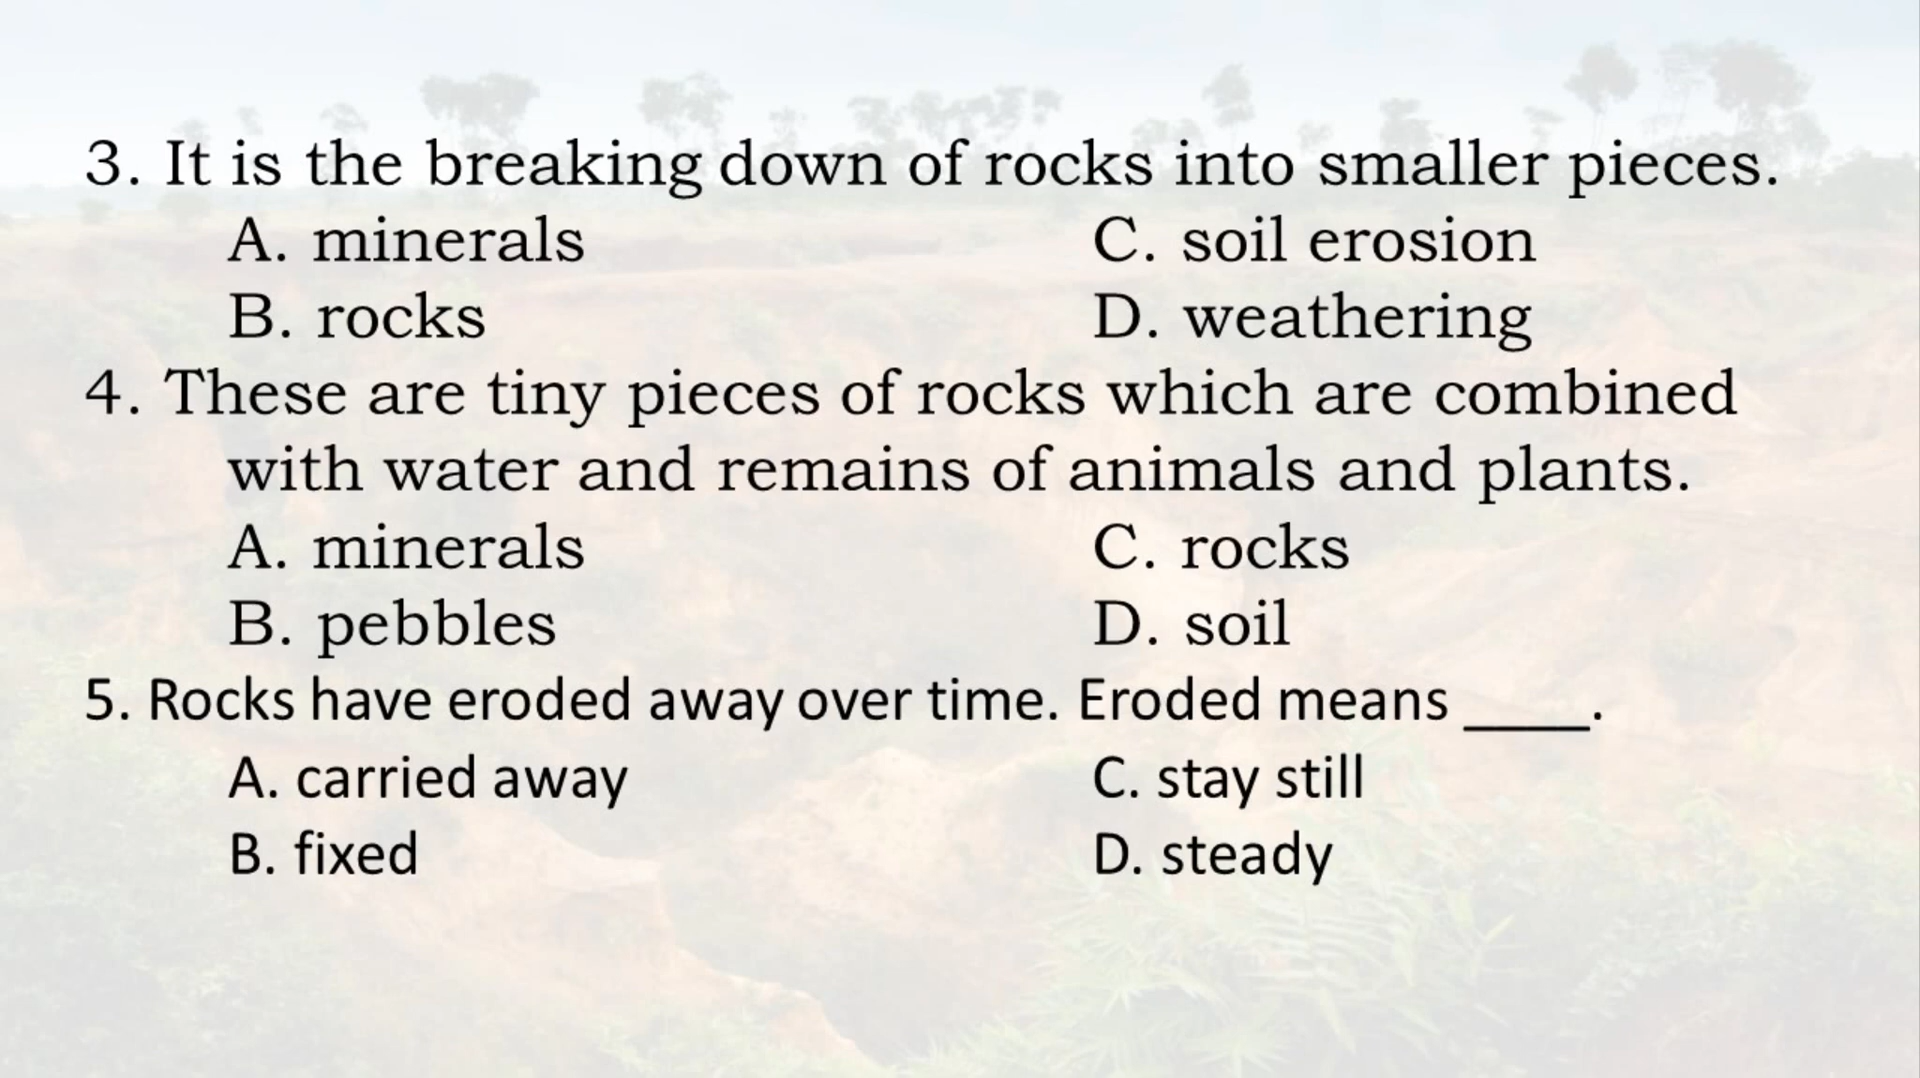 3. It is the breaking down of rocks into smaller pieces.
A. minerals C. soil erosion
B. rocks D. weathering
4. These are tiny pieces of rocks which are combined
with water and remains of animals and plants.
A. minerals C. rocks
B. pebbles D. soil
5. Rocks have eroded away over time. Eroded means ____.
A. carried away C. stay still
B. fixed D. steady